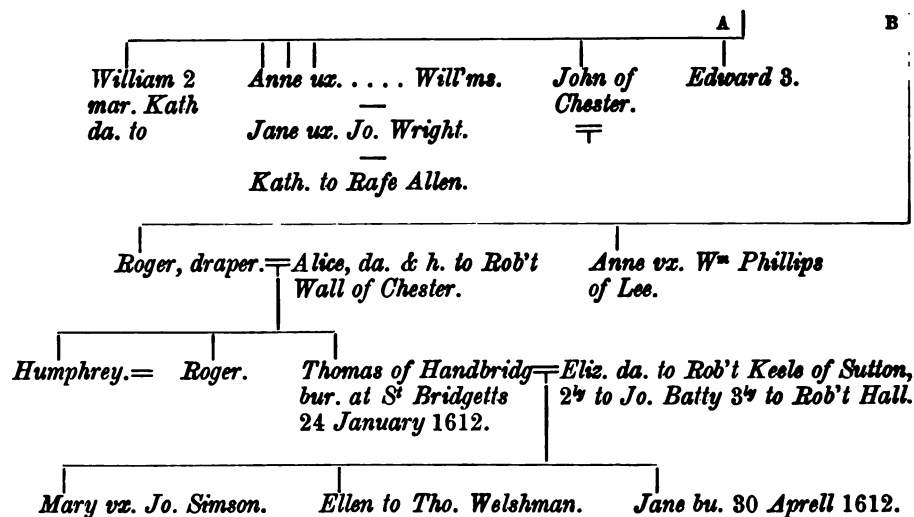 A B
William 2
mar. Kath
da. to
Anne ux. . . . . . Will'ms.
Jane ux. Jo. Wright.
Kath. to Rafe Allen.
John of
Chester.
Edward 3.
Roger, draper.=Alice, da. & h. to Rob't
Wall of Chester.
Anne vx. Wm Phillips
of Lee.
Humphrey.=
Roger.
Thomas of Handbridg=Eliz. da. to Rob't Keele of Sutton,
bur. at St Bridgetts
24 January 1612.
2ly to Jo. Batty 3ly to Rob't Hall.
Mary vx. Jo. Simson.
Ellen to Tho. Welshman.
Jane bu. 30 Aprell 1612.